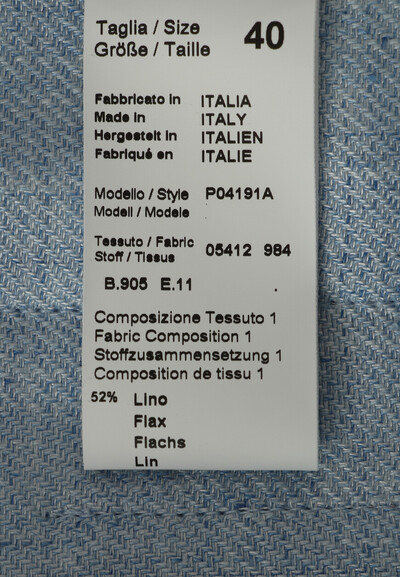 Taglia / Size 40
Größe / Taille
Fabbricato in ITALIA
Made in ITALY
Hergestelt in ITALIEN
Fabriqué en ITALIE
Modello / Style P04191A
Modell / Modele
Tessuto / Fabric 05412 984
Stoff / Tissus
B.905 E.11
Composizione Tessuto 1
Fabric Composition 1
Stoffzusammensetzung 1
Composition de tissu 1
52% Lino
Flax
Flachs
Lin